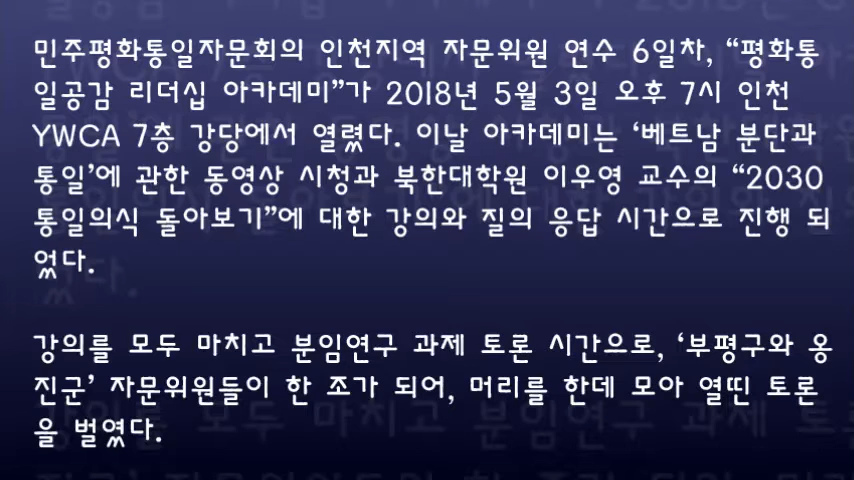 민주평화통일자문회의 인천지역 자문위원 연수 6일차, “평화통
일공감 리더십 아카데미”가 2018년 5월 3일 오후 7시 인천
YWCA 7층 강당에서 열렸다. 이날 아카데미는 ‘베트남 분단과
통일’에 관한 동영상 시청과 북한대학원 이우영 교수의 “2030
통일의식 돌아보기”에 대한 강의와 질의 응답 시간으로 진행 되
었다.
강의를 모두 마치고 분임연구 과제 토론 시간으로, ‘부평구와 옹
진군’ 자문위원들이 한 조가 되어, 머리를 한데 모아 열띤 토론
을 벌였다.